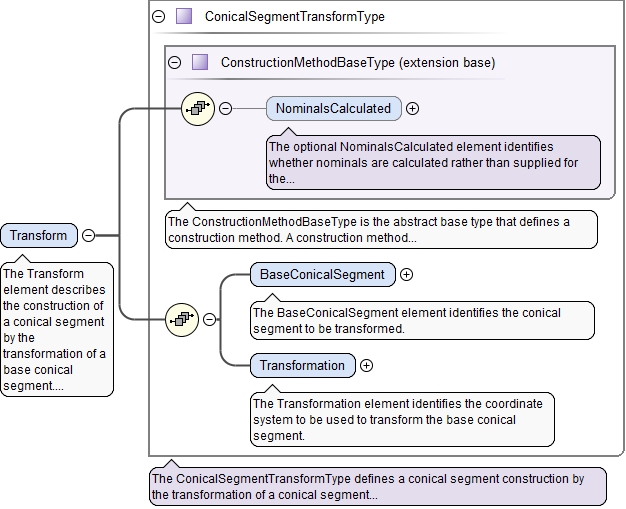 ConicalSegmentTransformType
ConstructionMethodBaseType (extension base)
NominalsCalculated
The optional NominalsCalculated element identifies
whether nominals are calculated rather than supplied for
the...
The ConstructionMethodBaseType is the abstract base type that defines a
construction method. A construction method...
Transform
The Transform
element describes
the construction of
a conical segment
by the
transformation of a
base conical
segment....
BaseConicalSegment
The BaseConicalSegment element identifies the conical
segment to be transformed.
Transformation
The Transformation element identifies the coordinate
system to be used to transform the base conical
segment.
The ConicalSegmentTransformType defines a conical segment construction by
the transformation of a conical segment...